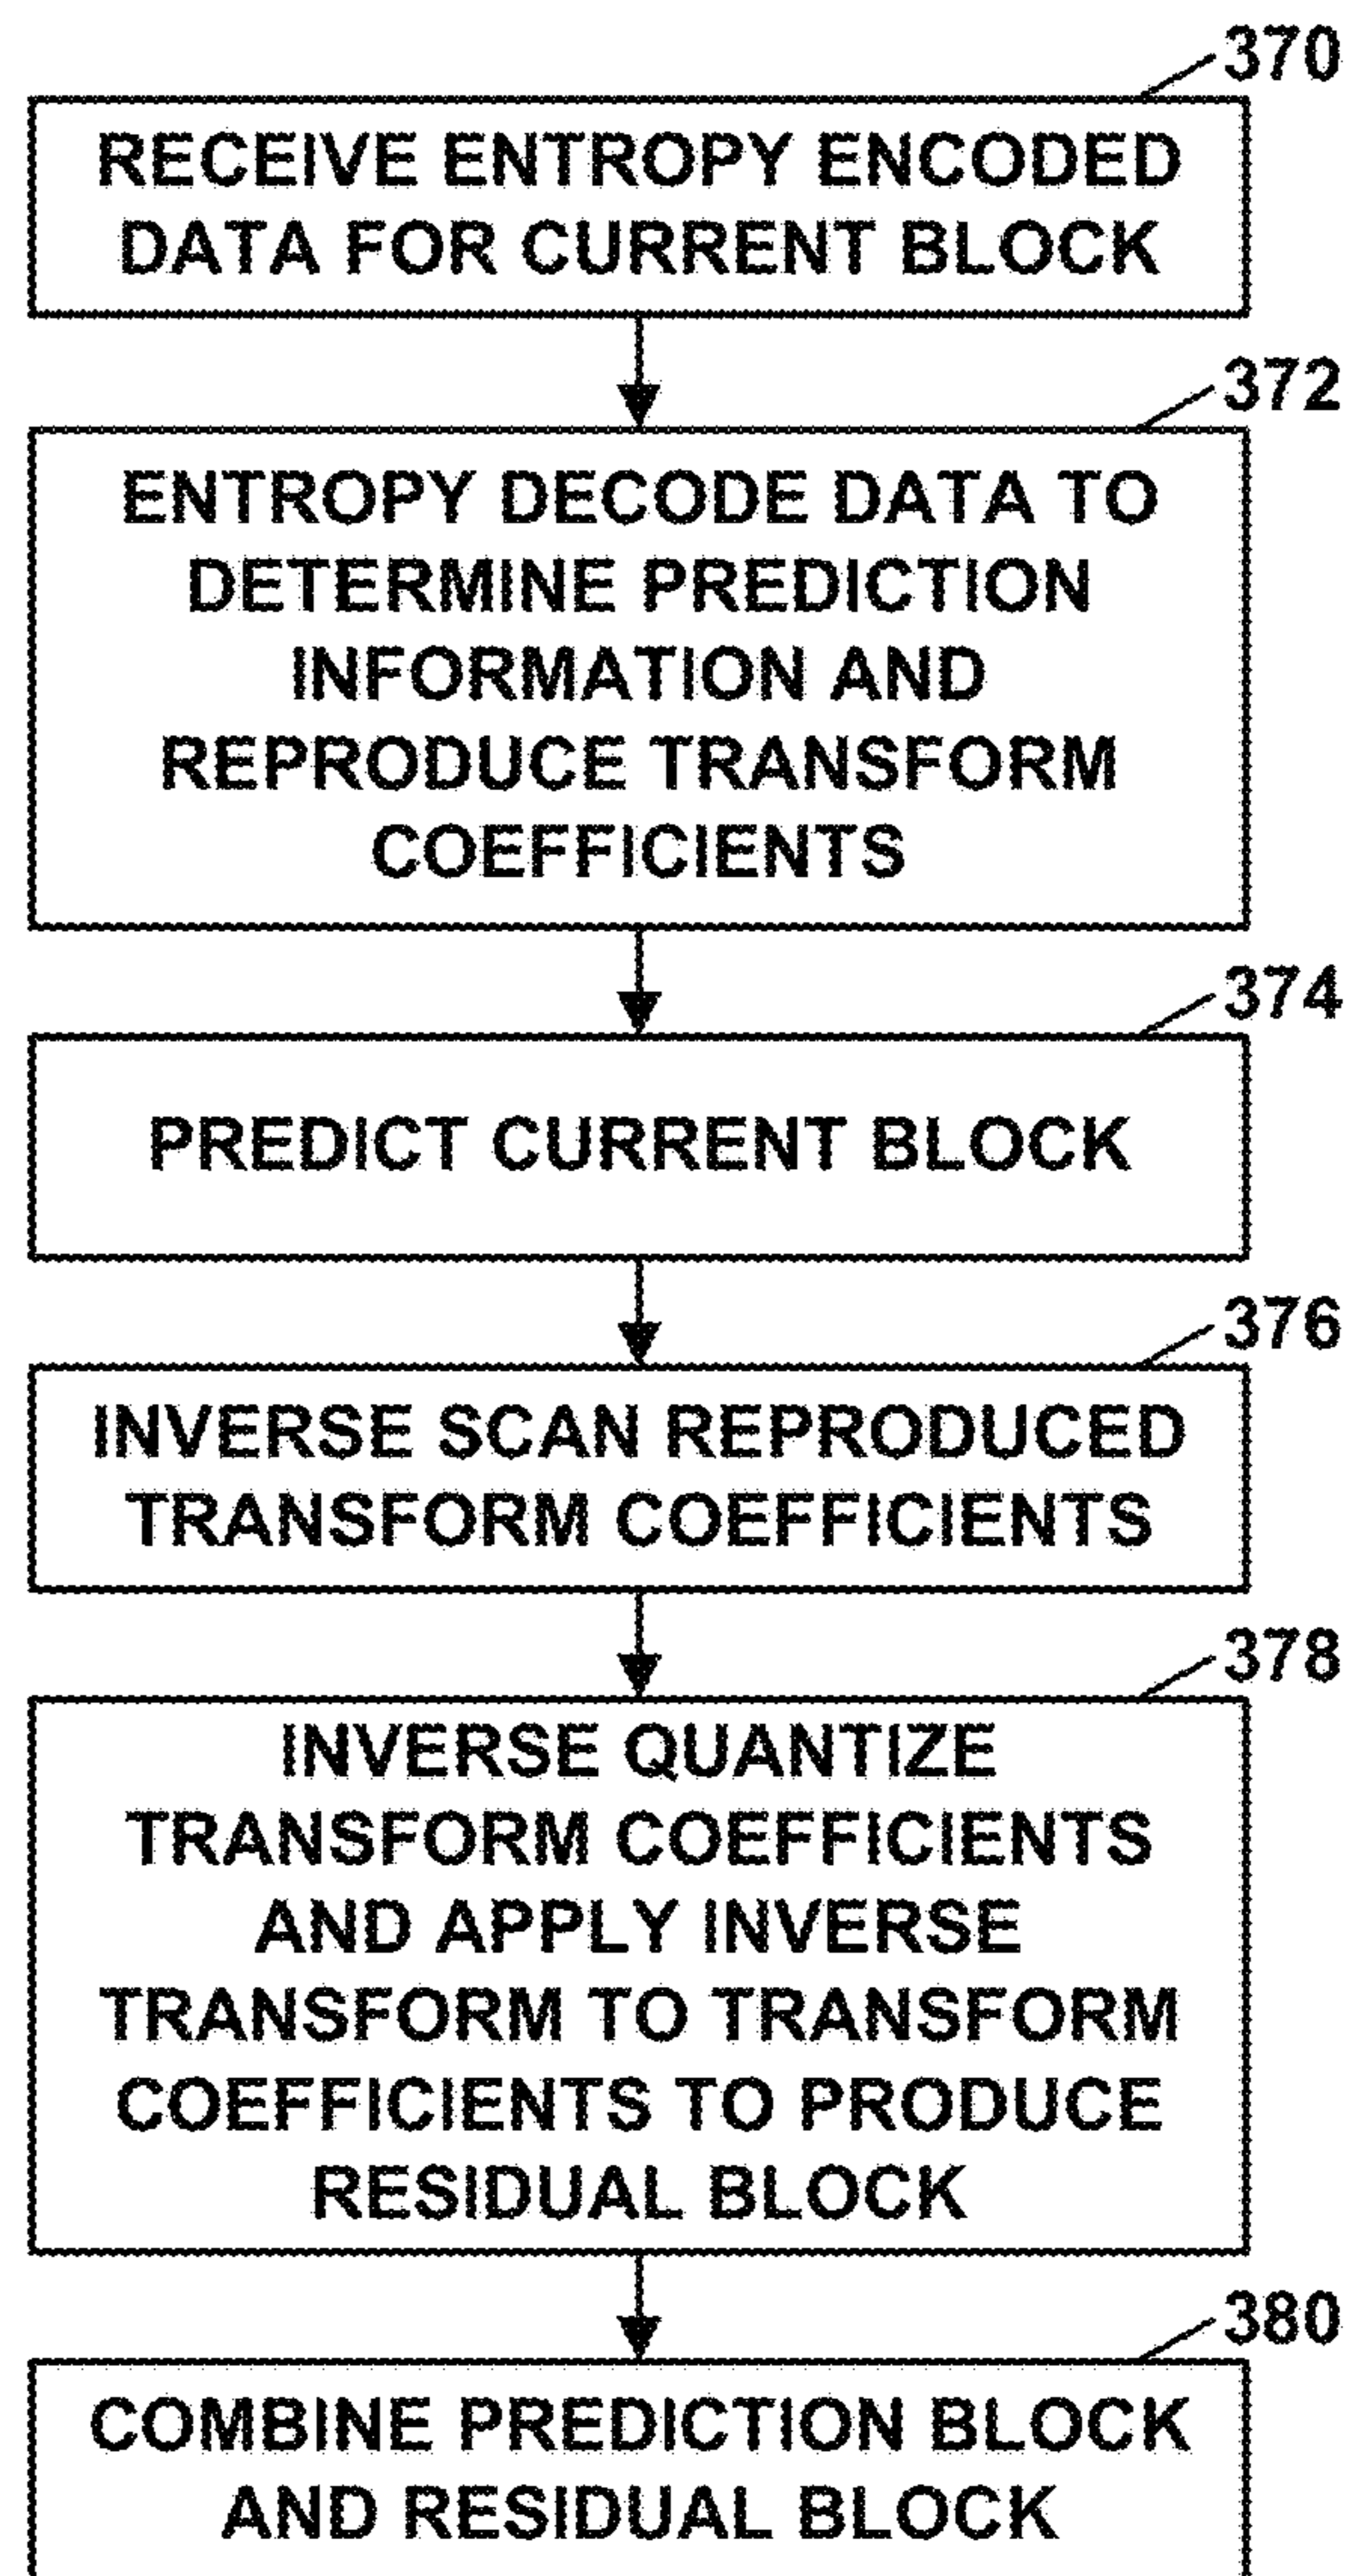 370
RECEIVE ENTROPY ENCODED
DATA FOR CURRENT BLOCK
372
ENTROPY DECODE DATA TO
DETERMINE PREDICTION
INFORMATION AND
REPRODUCE TRANSFORM
COEFFICIENTS
374
PREDICT CURRENT BLOCK
376
INVERSE SCAN REPRODUCED
TRANSFORM COEFFICIENTS
378
INVERSE QUANTIZE
TRANSFORM COEFFICIENTS
AND APPLY INVERSE
TRANSFORM TO TRANSFORM
COEFFICIENTS TO PRODUCE
RESIDUAL BLOCK
380
COMBINE PREDICTION BLOCK
AND RESIDUAL BLOCK